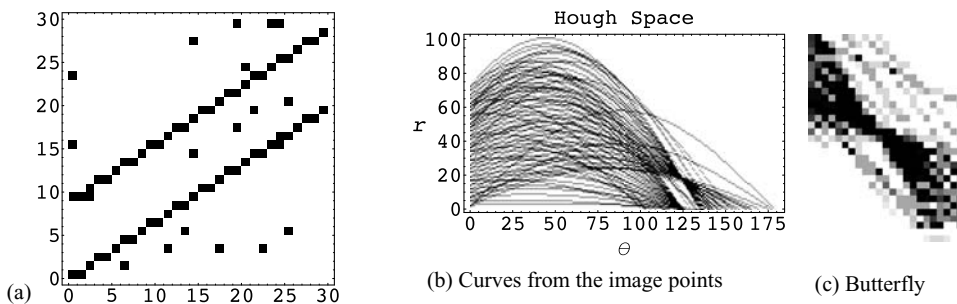 Hough Space
30
25
20
15
10
5
0
0 5 10 15 20 25 30
(a)
100
80
60
40
20
0
r
0 25 50 75 100 125 150 175
θ
(b) Curves from the image points
(c) Butterfly